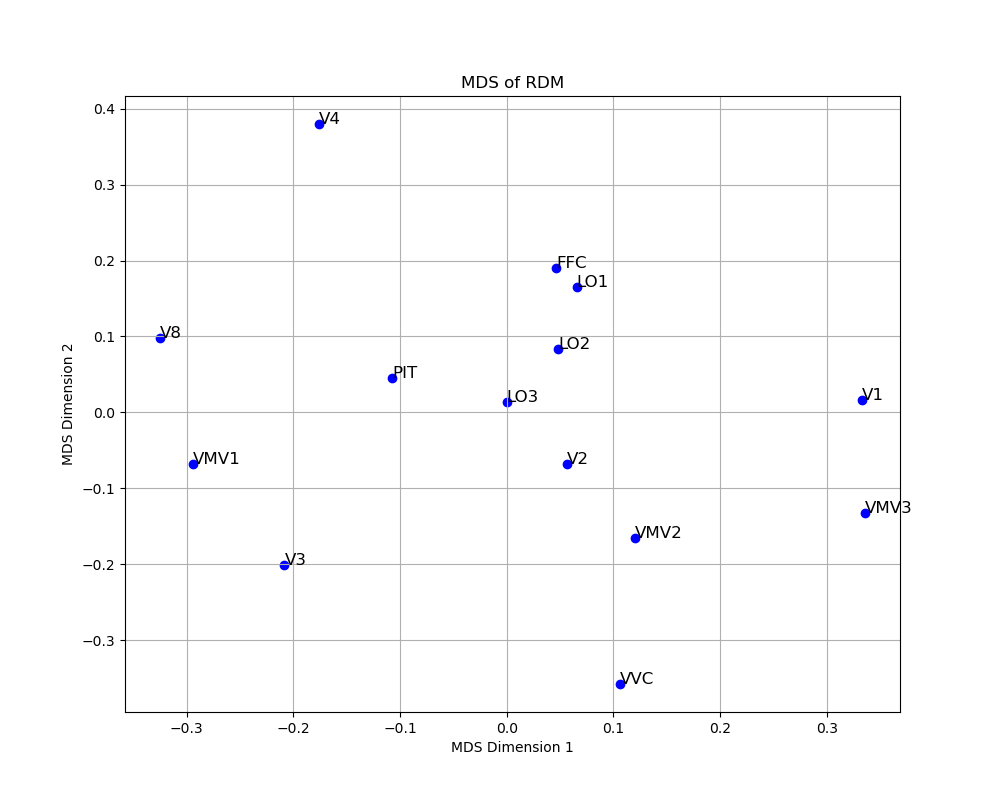 MDS of RDM
0.4
0.3
0.2
0.1
0.0
−0.1
−0.2
−0.3
MDS Dimension 2
V4
FFC
LO1
V8
LO2
PIT
LO3
V1
VMV1
V2
VMV3
VMV2
V3
VVC
−0.3
−0.2
−0.1
0.0
0.1
0.2
0.3
MDS Dimension 1